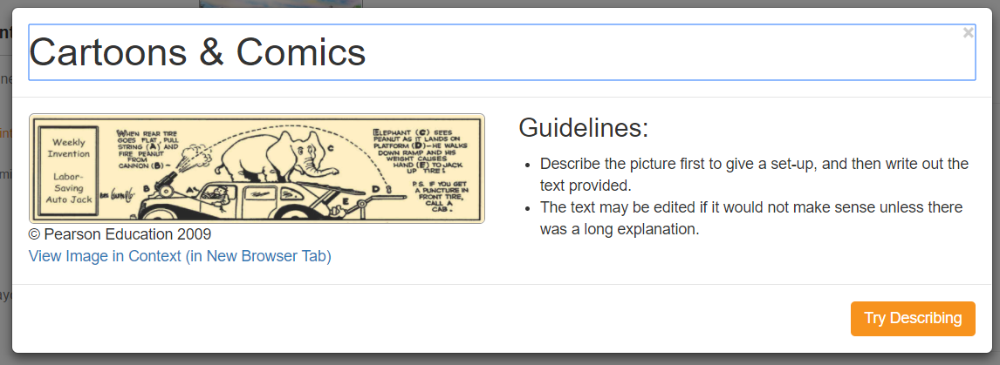 Cartoons & Comics
×
Weekly
Invention
Labor-
Saving
Auto Jack
WHEN REAR TIRE
GOES FLAT, PULL
STRING (A) AND
FIRE PEANUT
FROM
CANNON (B) -
B
A
C
D
E
ELEPHANT (C) SEES
PEANUT AS IT LANDS ON
PLATFORM (D) - HE WALKS
DOWN RAMP AND HIS
WEIGHT CAUSES
HAND (E) TO JACK
UP TIRE!
P.S. IF YOU GET
A PUNCTURE IN
FRONT TIRE,
CALL A
CAB.
© Pearson Education 2009
View Image in Context (in New Browser Tab)
Guidelines:
• Describe the picture first to give a set-up, and then write out the
text provided.
• The text may be edited if it would not make sense unless there
was a long explanation.
Try Describing